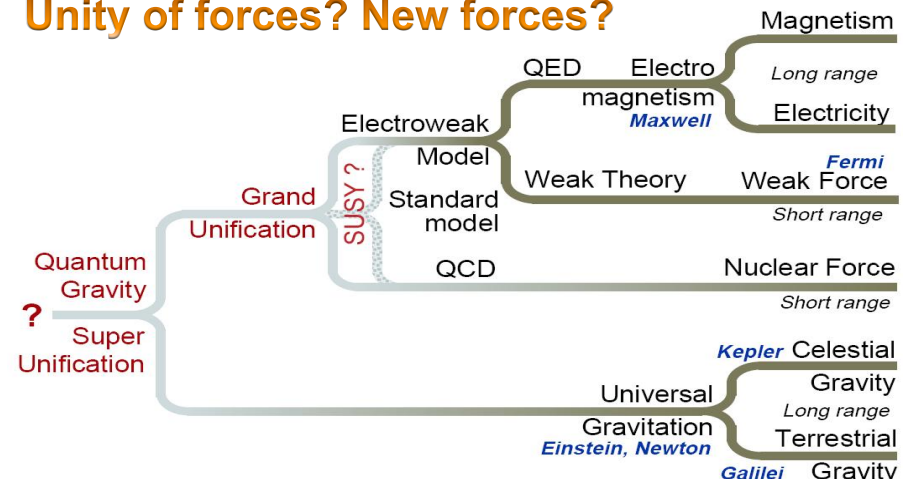 Unity of forces? New forces?
Magnetism
QED
Electro
magnetism
Maxwell
Long range
Electricity
Electroweak
Model
Fermi
Weak Theory
Weak Force
Short range
Grand
Unification
SUSY ?
Standard
model
QCD
Nuclear Force
Short range
Quantum
Gravity
?
Super
Unification
Kepler Celestial
Gravity
Universal
Gravitation
Einstein, Newton
Long range
Terrestrial
Galilei Gravity